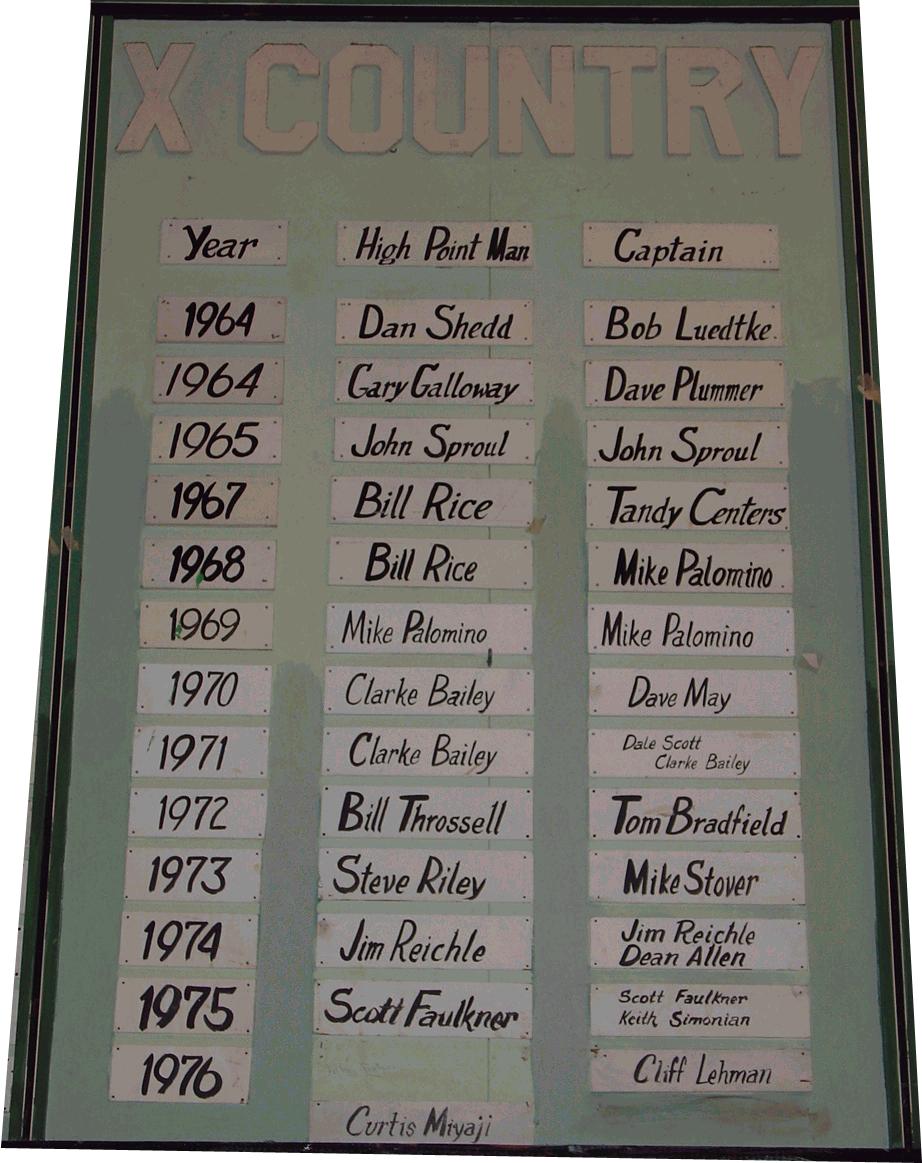 X COUNTRY
Year High Point Man Captain
1964 Dan Shedd Bob Luedtke
1964 Gary Galloway Dave Plummer
1965 John Sproul John Sproul
1967 Bill Rice Tandy Centers
1968 Bill Rice Mike Palomino
1969 Mike Palomino Mike Palomino
1970 Clarke Bailey Dave May
1971 Clarke Bailey Dale Scott
Clarke Bailey
1972 Bill Throssell Tom Bradfield
1973 Steve Riley Mike Stover
1974 Jim Reichle Jim Reichle
Dean Allen
1975 Scott Faulkner Scott Faulkner
Keith Simonian
1976 Cliff Lehman
Curtis Miyaji